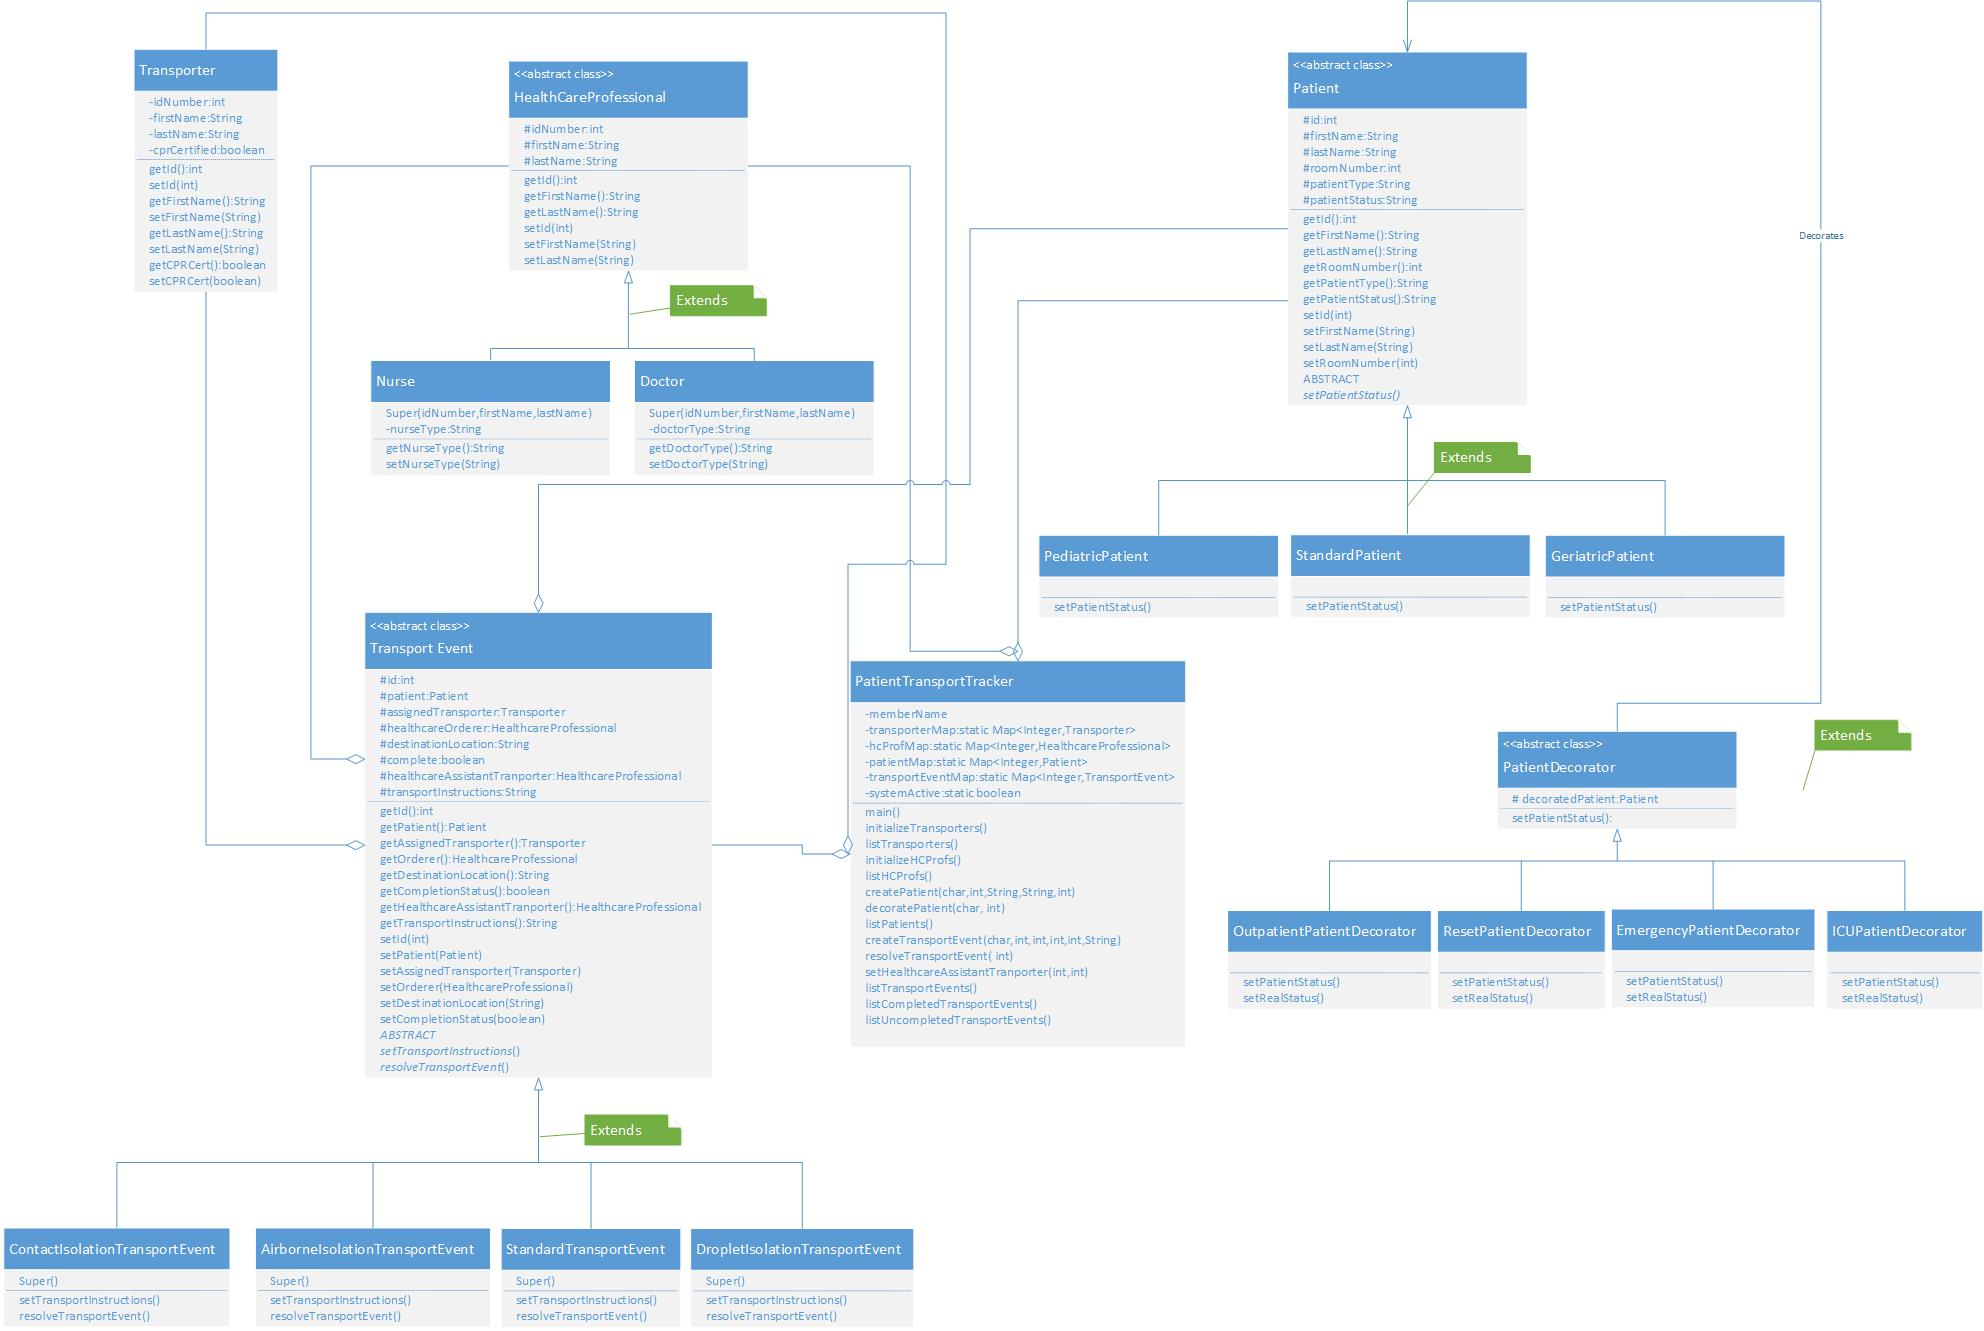 Transporter
-idNumber:int
-firstName:String
-lastName:String
-cprCertified:boolean
getId():int
setId(int)
getFirstName():String
setFirstName(String)
getLastName():String
setLastName(String)
getCPRCert():boolean
setCPRCert(boolean)
<<abstract class>>
HealthCareProfessional
#idNumber:int
#firstName:String
#lastName:String
getId():int
getFirstName():String
getLastName():String
setId(int)
setFirstName(String)
setLastName(String)
Extends
Nurse
Super(idNumber,firstName,lastName)
-nurseType:String
getNurseType():String
setNurseType(String)
Doctor
Super(idNumber,firstName,lastName)
-doctorType:String
getDoctorType():String
setDoctorType(String)
<<abstract class>>
Patient
#id:int
#firstName:String
#lastName:String
#roomNumber:int
#patientType:String
#patientStatus:String
getId():int
getFirstName():String
getLastName():String
getRoomNumber():int
getPatientType():String
getPatientStatus():String
setId(int)
setFirstName(String)
setLastName(String)
setRoomNumber(int)
ABSTRACT
setPatientStatus()
Decorates
Extends
PediatricPatient
setPatientStatus()
StandardPatient
setPatientStatus()
GeriatricPatient
setPatientStatus()
<<abstract class>>
Transport Event
#id:int
#patient:Patient
#assignedTransporter:Transporter
#healthcareOrderer:HealthcareProfessional
#destinationLocation:String
#complete:boolean
#healthcareAssistantTranporter:HealthcareProfessional
#transportInstructions:String
getId():int
getPatient():Patient
getAssignedTransporter():Transporter
getOrderer():HealthcareProfessional
getDestinationLocation():String
getCompletionStatus():boolean
getHealthcareAssistantTranporter():HealthcareProfessional
getTransportInstructions():String
setId(int)
setPatient(Patient)
setAssignedTranporter(Transporter)
setOrderer(HealthcareProfessional)
setDestinationLocation(String)
setCompletionStatus(boolean)
ABSTRACT
setTransportInstructions()
resolveTransportEvent()
PatientTransportTracker
-memberName
-transporterMap:static Map<Integer,Transporter>
-hcProfMap:static Map<Integer,HealthcareProfessional>
-patientMap:static Map<Integer,Patient>
-transportEventMap:static Map<Integer,TransportEvent>
-systemActive:static boolean
main()
initializeTransporters()
listTransporters()
initializeHCProfs()
listHCProfs()
createPatient(char,int,String,String,int)
decoratePatient(char, int)
listPatients()
createTransportEvent(char,int,int,int,int,String)
resolveTransportEvent( int)
setHealthcareAssistantTranporter(int,int)
listTransportEvents()
listCompletedTransportEvents()
listUncompletedTransportEvents()
<<abstract class>>
PatientDecorator
# decoratedPatient:Patient
setPatientStatus():
Extends
OutpatientPatientDecorator
setPatientStatus()
setRealStatus()
ResetPatientDecorator
setPatientStatus()
setRealStatus()
EmergencyPatientDecorator
setPatientStatus()
setRealStatus()
ICUPatientDecorator
setPatientStatus()
setRealStatus()
Extends
ContactIsolationTransportEvent
Super()
setTransportInstructions()
resolveTransportEvent()
AirborneIsolationTransportEvent
Super()
setTransportInstructions()
resolveTransportEvent()
StandardTransportEvent
Super()
setTransportInstructions()
resolveTransportEvent()
DropletIsolationTransportEvent
Super()
setTransportInstructions()
resolveTransportEvent()